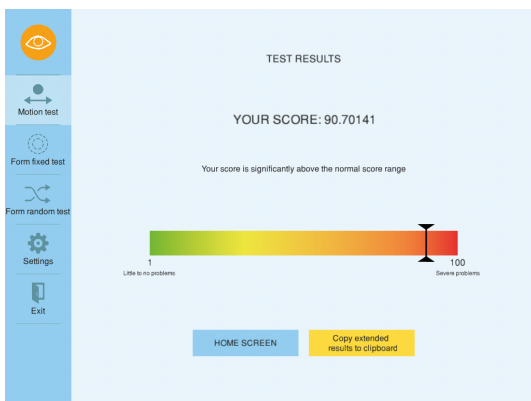 Motion test
Form fixed test
Form random test
Settings
Exit
TEST RESULTS
YOUR SCORE: 90.70141
Your score is significantly above the normal score range
1
100
Little to no problems
Severe problems
HOME SCREEN
Copy extended
results to clipboard